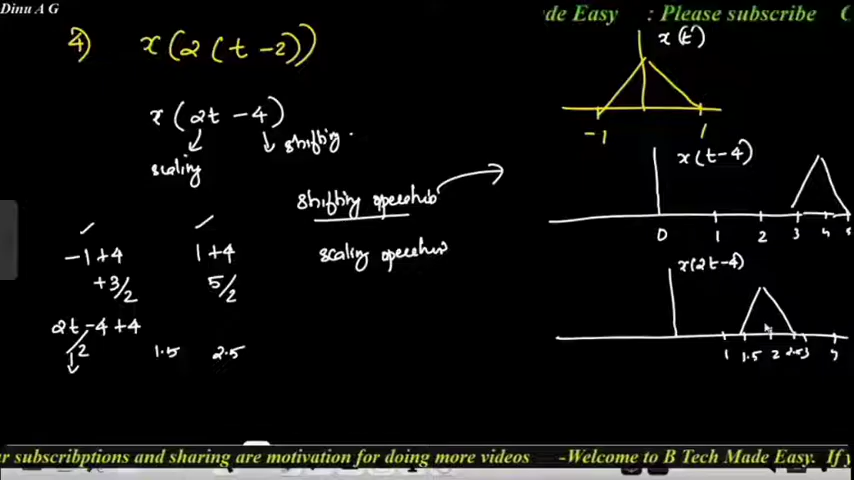 Dinu A G
de Easy : Please subscribe
4) x(2(t-2))
x(t)
-1 1
x(2t-4)
scaling shifting.
x(t-4)
0 1 2 3 4 5
shifting
scaling
-1+4 1+4
+3/2 5/2
2t-4+4
2
1.5 2.5
x(2t-4)
1 1.5 2 2.5 3 4
r subscribptions and sharing are motivation for doing more videos -Welcome to B Tech Made Easy. If y